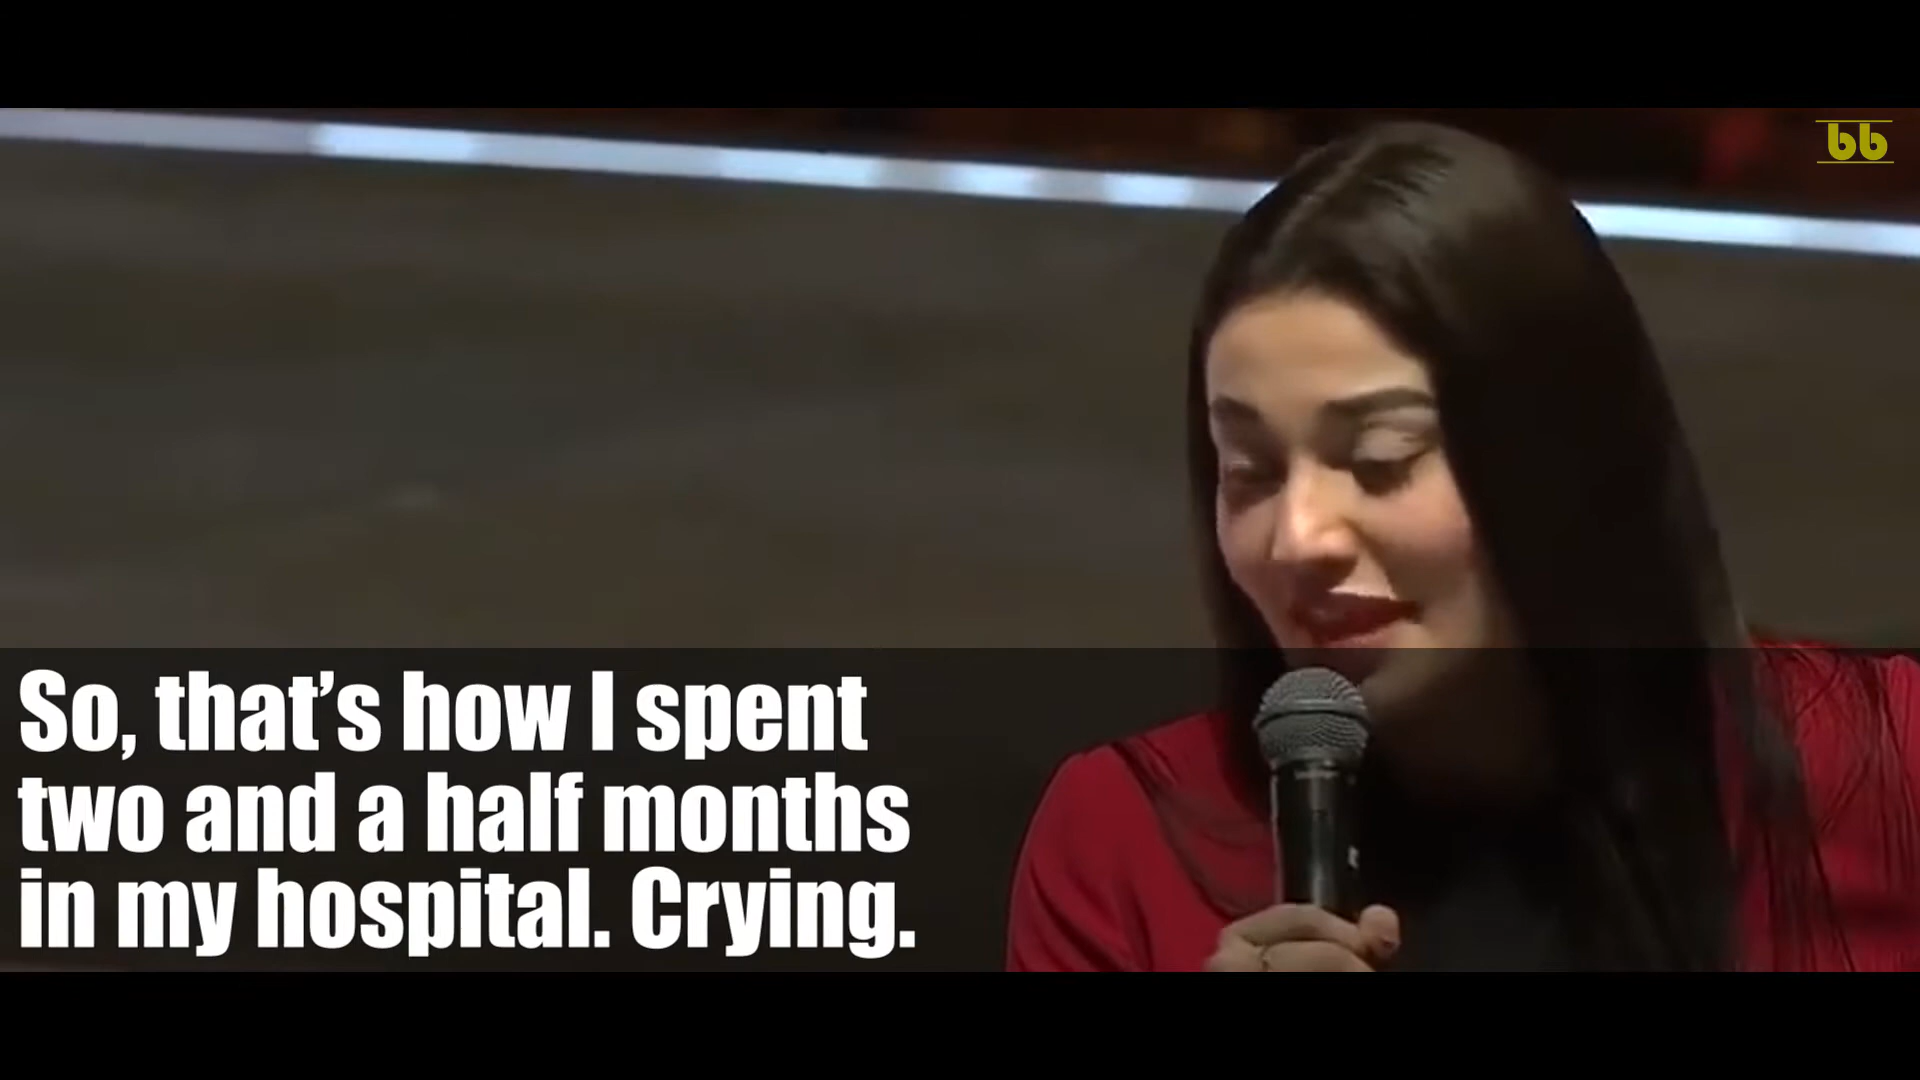 bb
So, that’s how I spent
two and a half months
in my hospital. Crying.